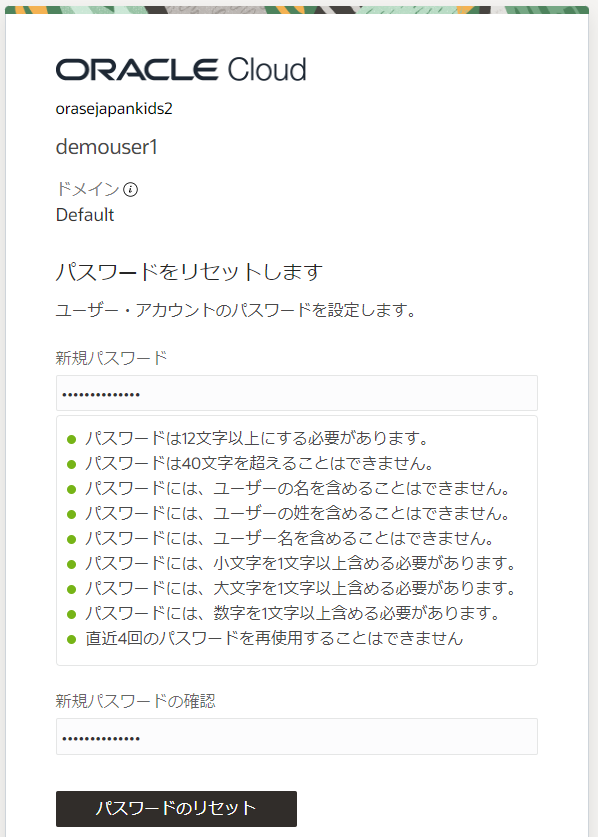 ORACLE Cloud
orasejapankids2
demouser1
ドメイン
Default
パスワードをリセットします
ユーザー・アカウントのパスワードを設定します。
新規パスワード
••••••••••••••
パスワードは12文字以上にする必要があります。
パスワードは40文字を超えることはできません。
パスワードには、ユーザーの名を含めることはできません。
パスワードには、ユーザーの姓を含めることはできません。
パスワードには、ユーザー名を含めることはできません。
パスワードには、小文字を1文字以上含める必要があります。
パスワードには、大文字を1文字以上含める必要があります。
パスワードには、数字を1文字以上含める必要があります。
直近4回のパスワードを再使用することはできません
新規パスワードの確認
••••••••••••••
パスワードのリセット